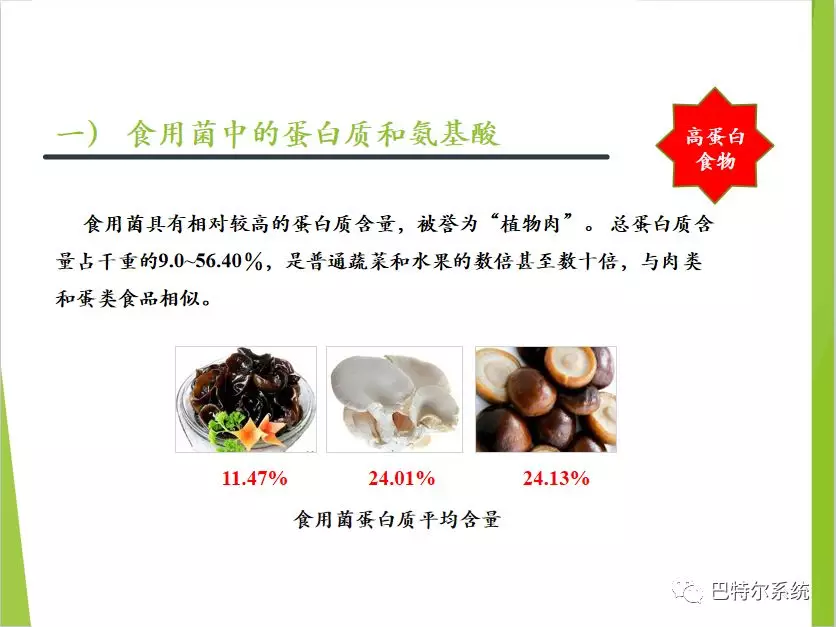 一） 食用菌中的蛋白质和氨基酸
高蛋白
食物
食用菌具有相对较高的蛋白质含量，被誉为“植物肉”。 总蛋白质含
量占干重的9.0~56.40%，是普通蔬菜和水果的数倍甚至数十倍，与肉类
和蛋类食品相似。
11.47% 24.01% 24.13%
食用菌蛋白质平均含量
巴特尔系统